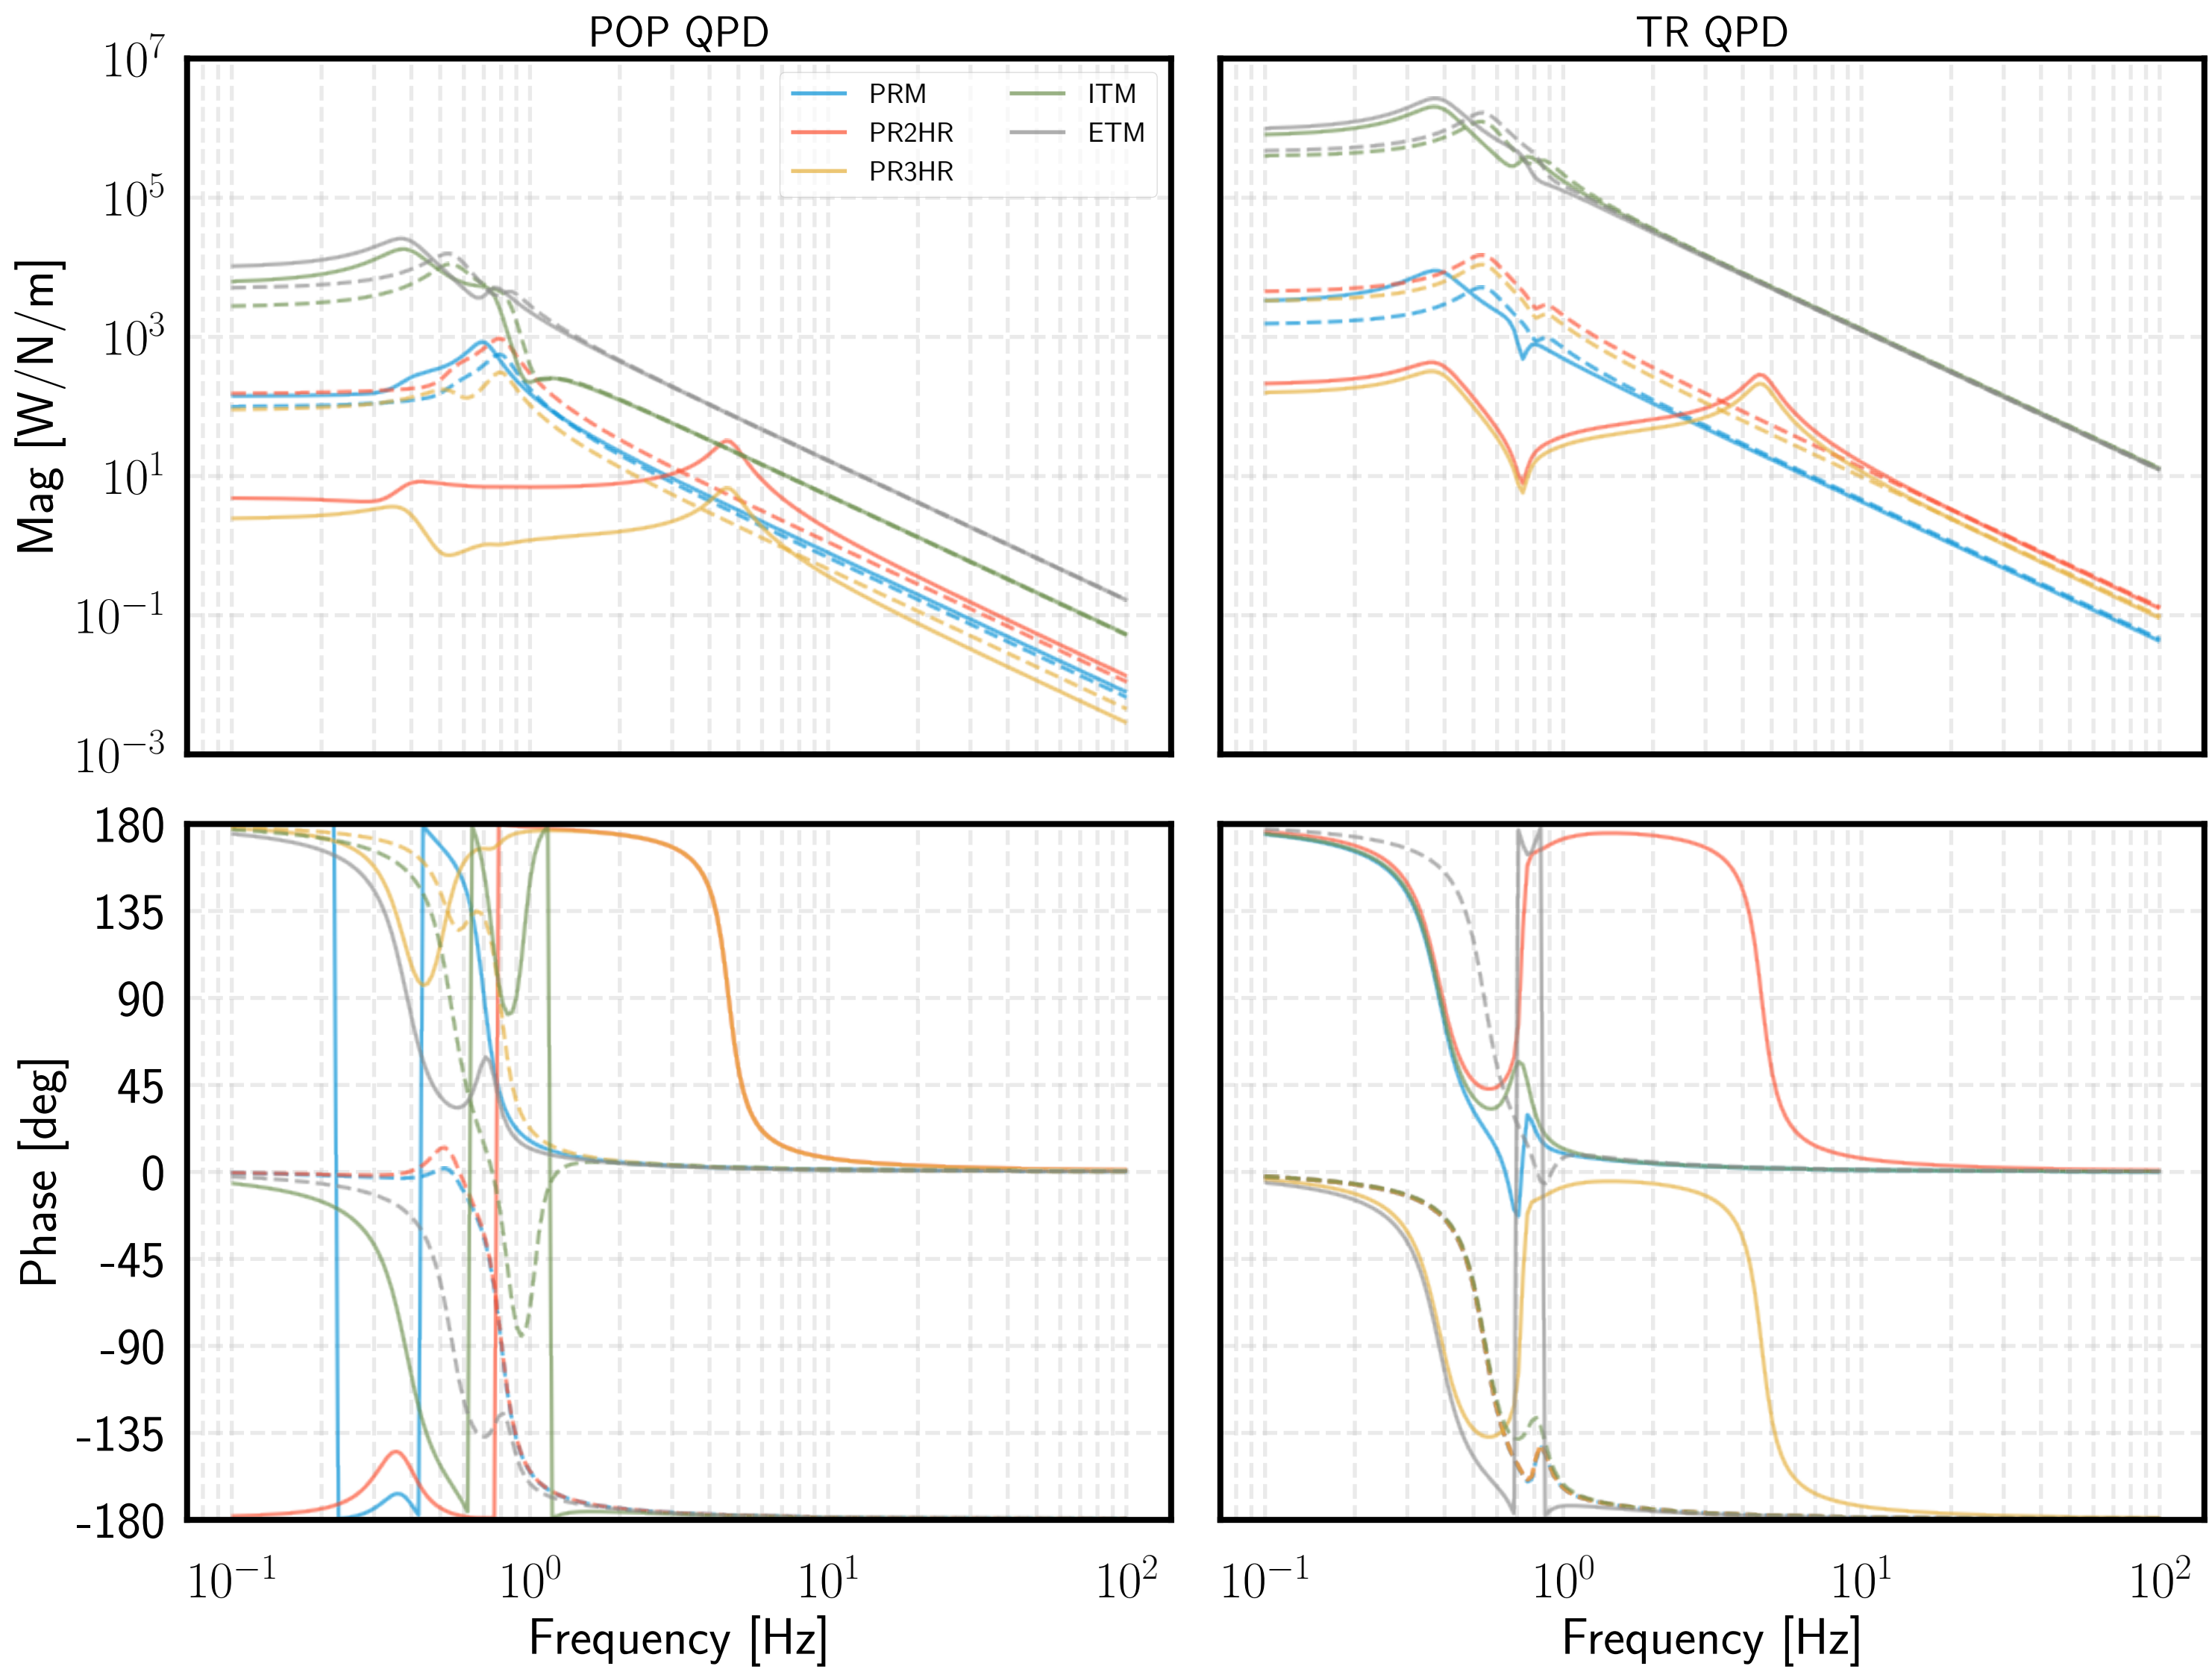 POP QPD
TR QPD
10^7
10^5
10^3
10^1
10^−1
10^−3
Mag [W/N/m]
PRM
PR2HR
PR3HR
ITM
ETM
180
135
90
45
0
-45
-90
-135
-180
Phase [deg]
10^−1
10^0
10^1
10^2
10^−1
10^0
10^1
10^2
Frequency [Hz]
Frequency [Hz]